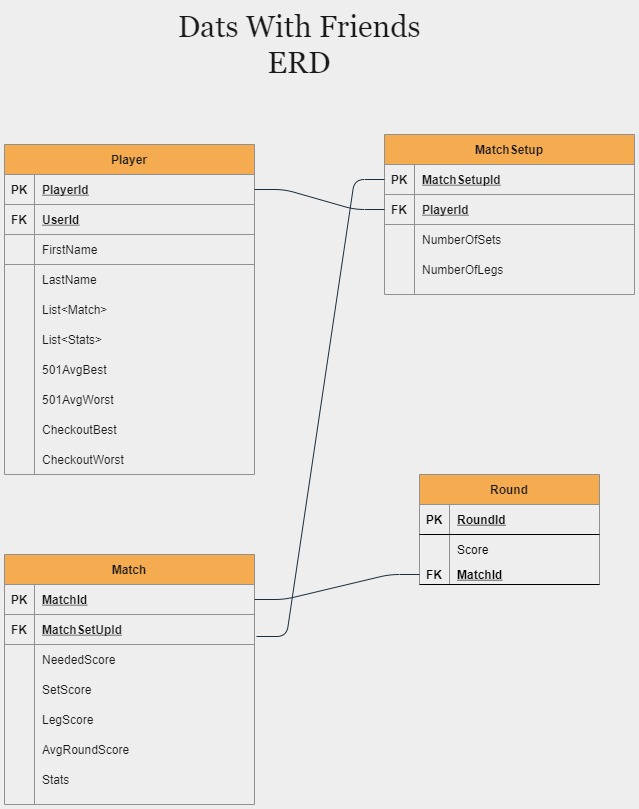 Dats With Friends
ERD
Player
PK PlayerId
FK UserId
FirstName
LastName
List<Match>
List<Stats>
501AvgBest
501AvgWorst
CheckoutBest
CheckoutWorst
MatchSetup
PK MatchSetupId
FK PlayerId
NumberOfSets
NumberOfLegs
Match
PK MatchId
FK MatchSetUpId
NeededScore
SetScore
LegScore
AvgRoundScore
Stats
Round
PK RoundId
Score
FK MatchId